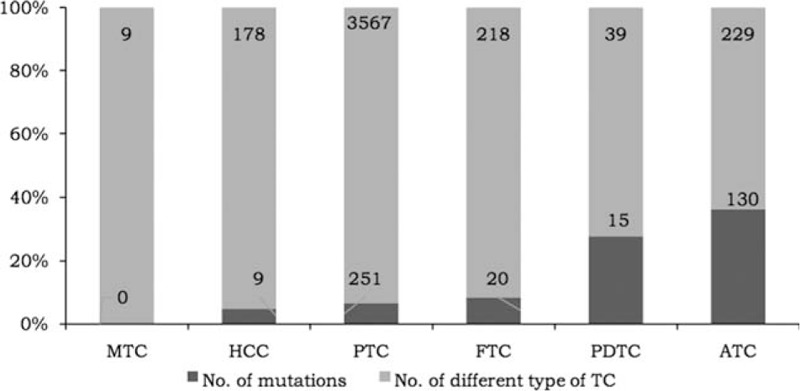 100%
80%
60%
40%
20%
0%
9 178 3567 218 39 229
0 9 251 20 15 130
MTC HCC PTC FTC PDTC ATC
No. of mutations No. of different type of TC